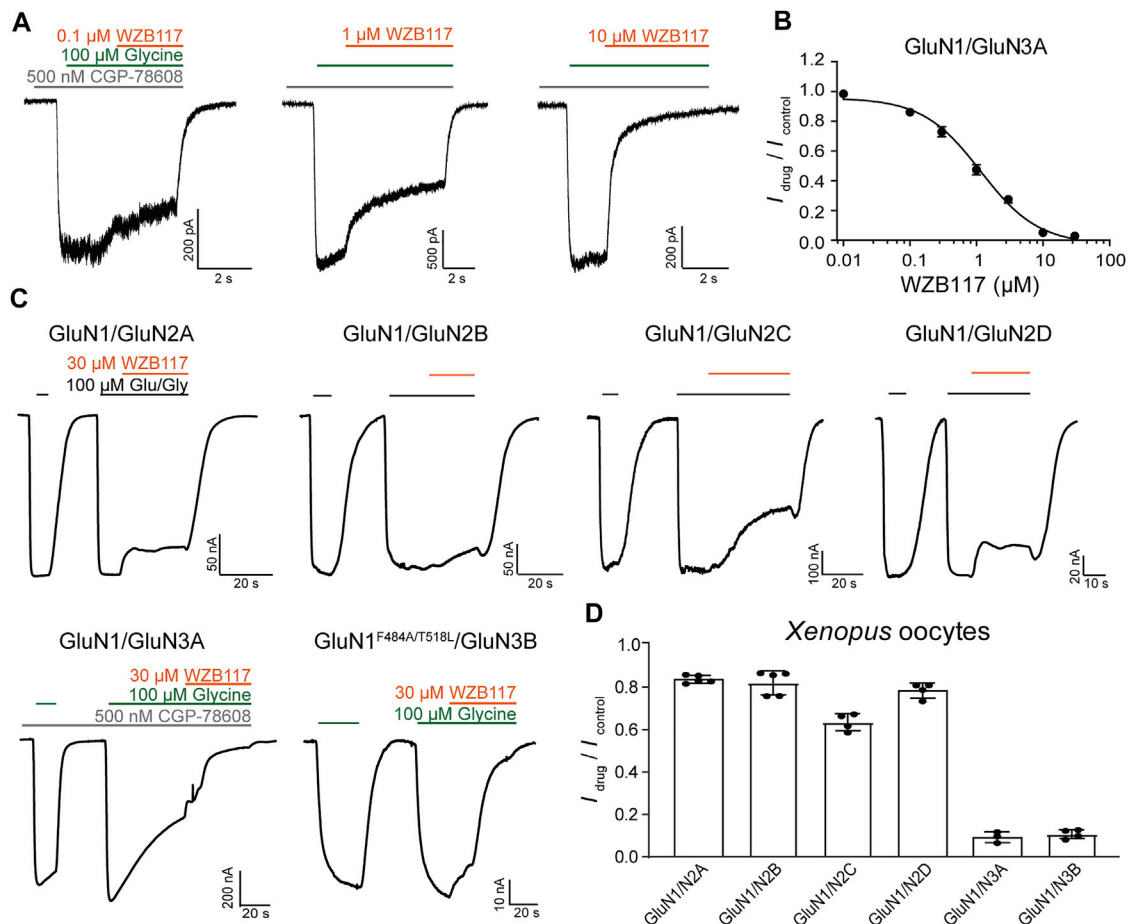 A
0.1 µM WZB117
100 µM Glycine
500 nM CGP-78608
200 pA
2 s
1 µM WZB117
500 pA
2 s
10 µM WZB117
200 pA
2 s
B
GluN1/GluN3A
I drug / I control
1.2
1.0
0.8
0.6
0.4
0.2
0.0
0.01
0.1
1
10
100
WZB117 (µM)
C
GluN1/GluN2A
30 µM WZB117
100 µM Glu/Gly
50 nA
20 s
GluN1/GluN2B
50 nA
20 s
GluN1/GluN2C
100 nA
20 s
GluN1/GluN2D
20 nA
10 s
GluN1/GluN3A
30 µM WZB117
100 µM Glycine
500 nM CGP-78608
200 nA
20 s
GluN1F484A/T518L/GluN3B
30 µM WZB117
100 µM Glycine
10 nA
20 s
D
Xenopus oocytes
I drug / I control
1.0
0.8
0.6
0.4
0.2
0.0
GluN1/N2A
GluN1/N2B
GluN1/N2C
GluN1/N2D
GluN1/N3A
GluN1/N3B